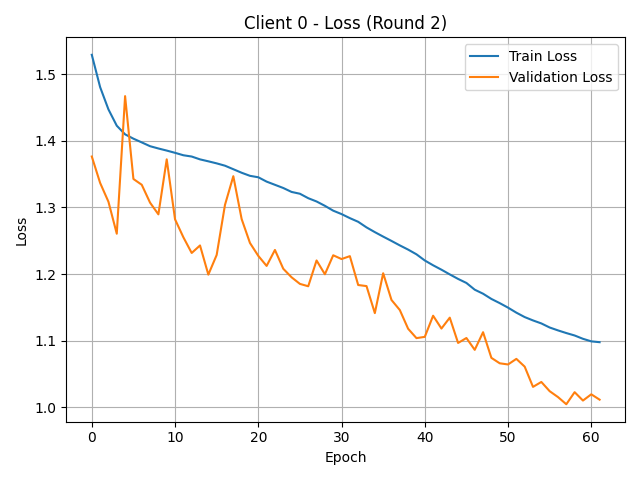 Client 0 - Loss (Round 2)
Train Loss
Validation Loss
Loss
1.5
1.4
1.3
1.2
1.1
1.0
0 10 20 30 40 50 60
Epoch